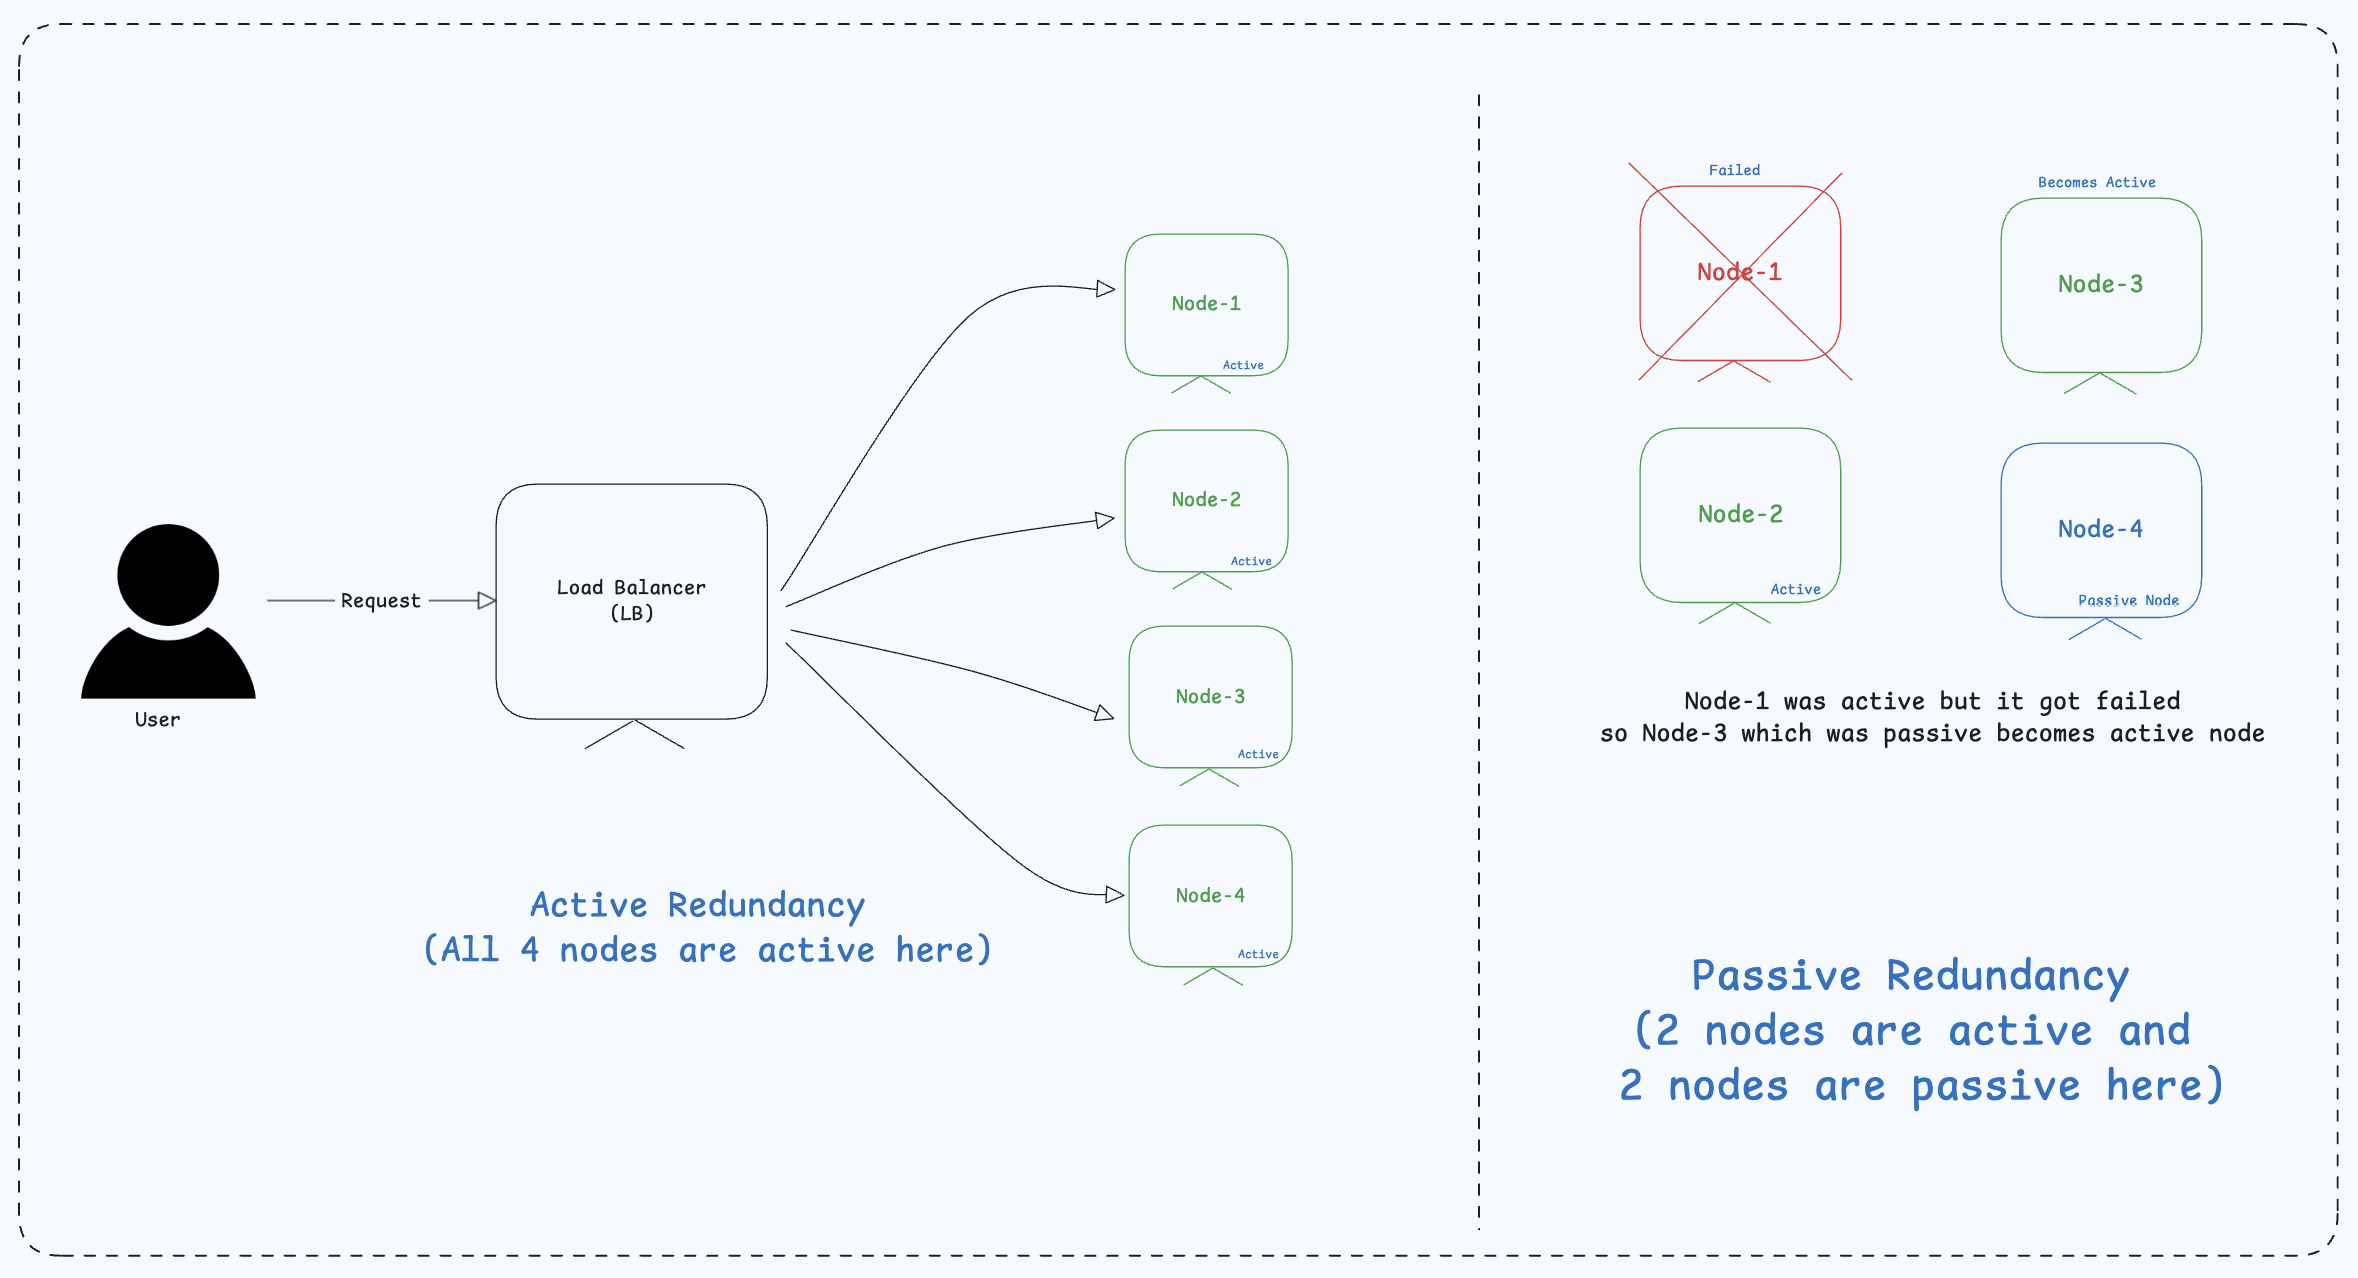 User
Request
Load Balancer
(LB)
Node-1
Active
Node-2
Active
Node-3
Active
Node-4
Active
Active Redundancy
(All 4 nodes are active here)
Failed
Node-1
Becomes Active
Node-3
Node-2
Active
Node-4
Passive Node
Node-1 was active but it got failed
so Node-3 which was passive becomes active node
Passive Redundancy
(2 nodes are active and
2 nodes are passive here)